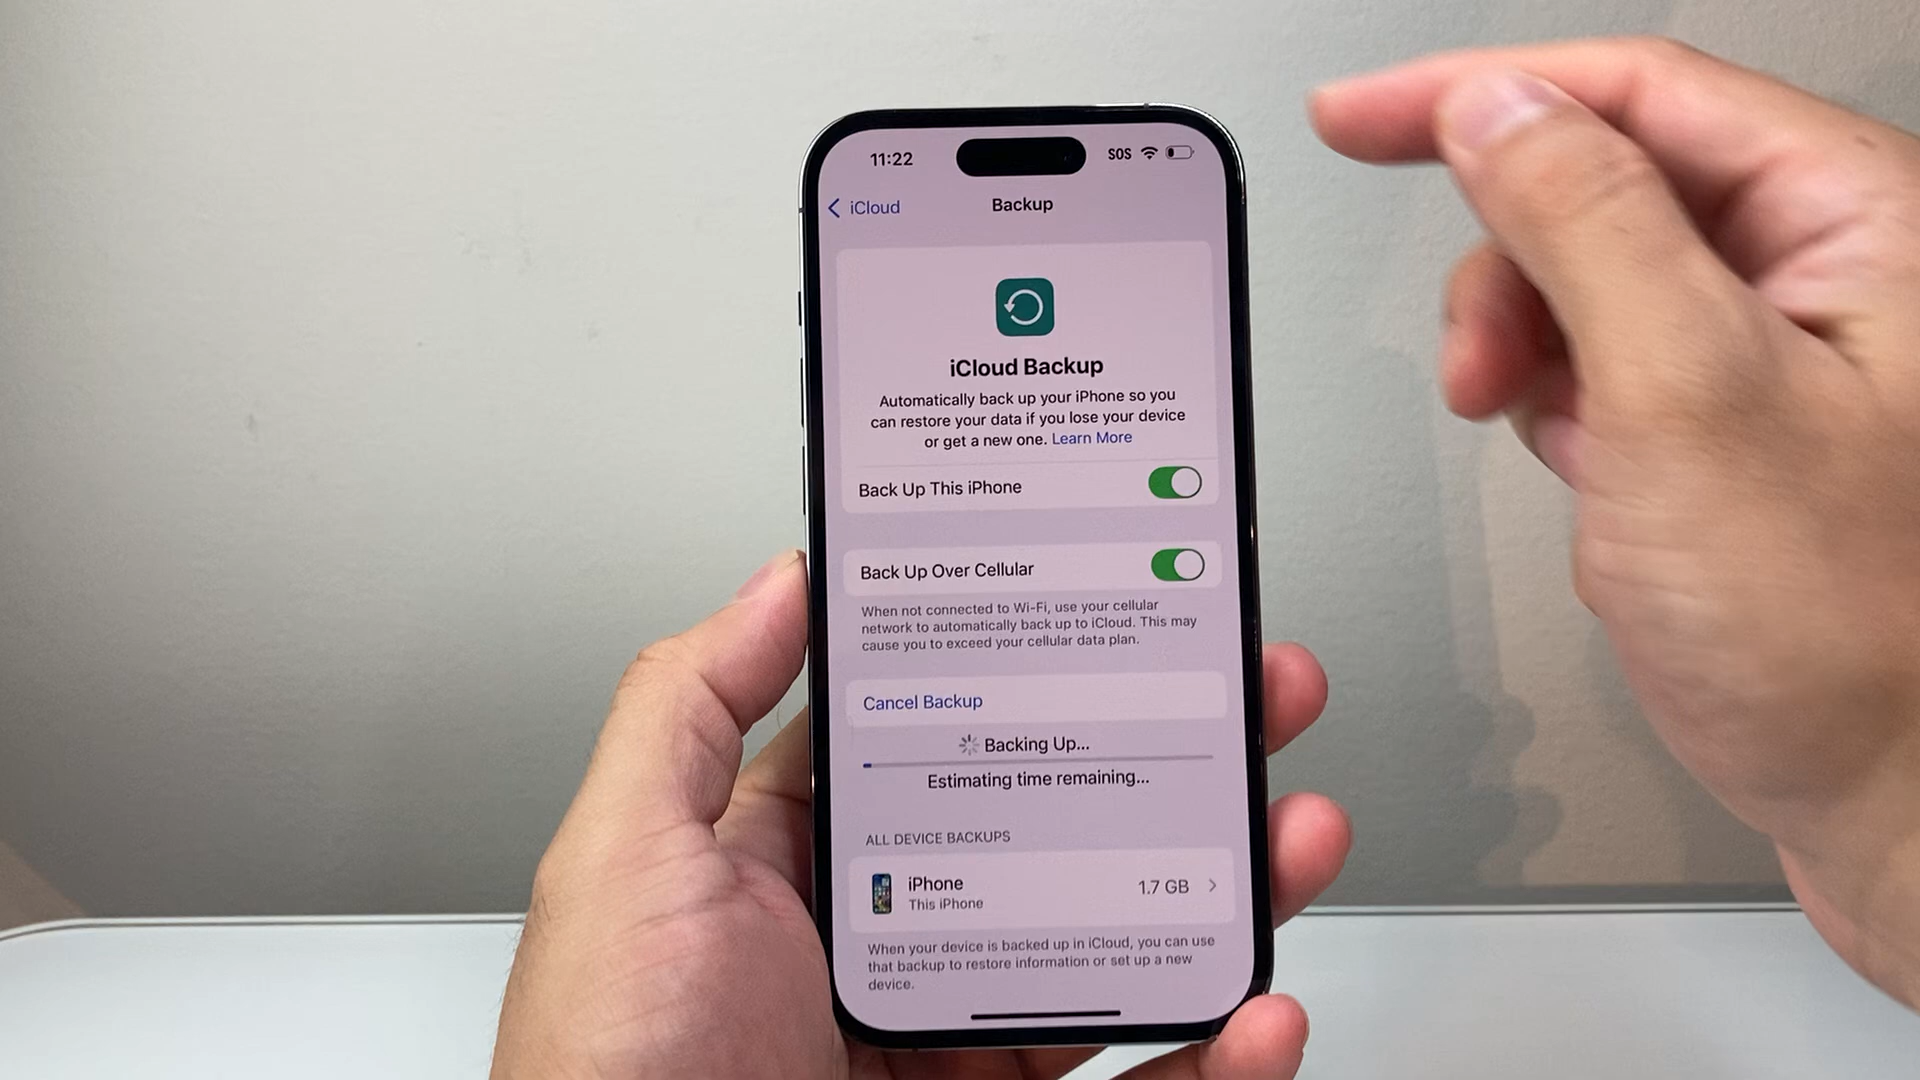 11:22
SOS
iCloud
Backup
iCloud Backup
Automatically back up your iPhone so you
can restore your data if you lose your device
or get a new one. Learn More
Back Up This iPhone
Back Up Over Cellular
When not connected to Wi-Fi, use your cellular
network to automatically back up to iCloud. This may
cause you to exceed your cellular data plan.
Cancel Backup
Backing Up...
Estimating time remaining...
ALL DEVICE BACKUPS
iPhone
1.7 GB
This iPhone
When your device is backed up in iCloud, you can use
that backup to restore information or set up a new
device.